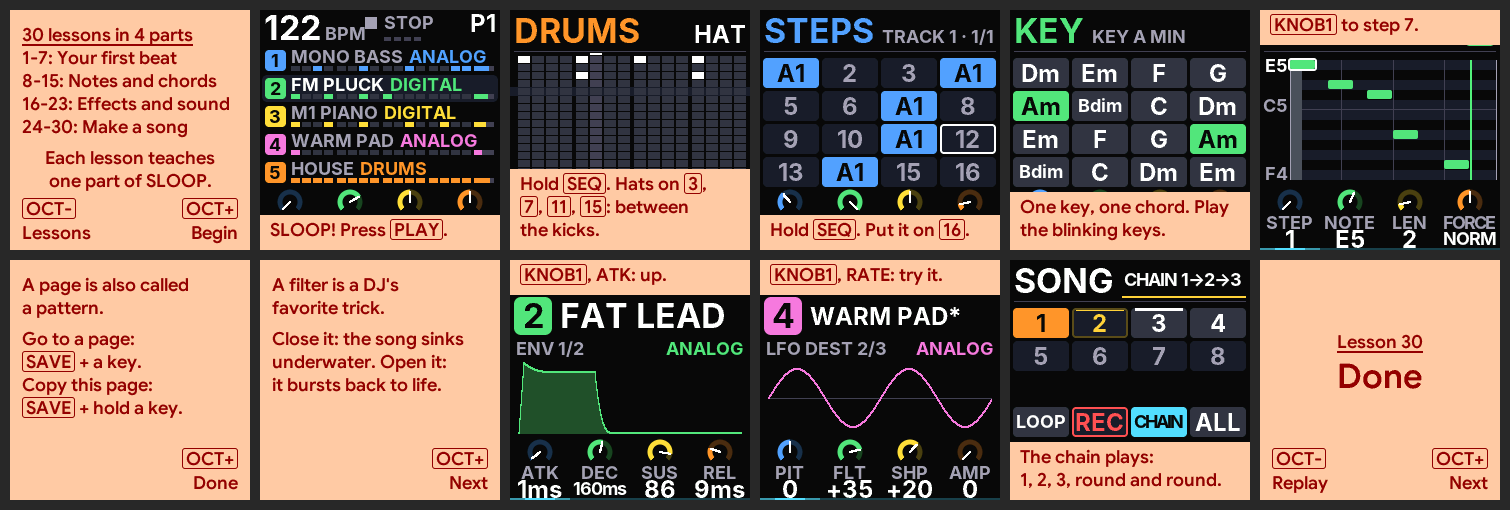 30 lessons in 4 parts
1-7: Your first beat
8-15: Notes and chords
16-23: Effects and sound
24-30: Make a song
Each lesson teaches
one part of SLOOP.
OCT- OCT+
Lessons Begin
122 BPM STOP P1
1 MONO BASS ANALOG
2 FM PLUCK DIGITAL
3 M1 PIANO DIGITAL
4 WARM PAD ANALOG
5 HOUSE DRUMS
SLOOP! Press PLAY.
DRUMS HAT
Hold SEQ. Hats on 3,
7, 11, 15: between
the kicks.
STEPS TRACK 1 · 1/1
A1 2 3 A1
5 6 A1 8
9 10 A1 12
13 A1 15 16
Hold SEQ. Put it on 16.
KEY KEY A MIN
Dm Em F G
Am Bdim C Dm
Em F G Am
Bdim C Dm Em
One key, one chord. Play
the blinking keys.
KNOB1 to step 7.
E5
C5
F4
STEP NOTE LEN FORCE
1 E5 2 NORM
A page is also called
a pattern.
Go to a page:
SAVE + a key.
Copy this page:
SAVE + hold a key.
OCT+
Done
A filter is a DJ's
favorite trick.
Close it: the song sinks
underwater. Open it:
it bursts back to life.
OCT+
Next
KNOB1, ATK: up.
2 FAT LEAD
ENV 1/2 ANALOG
ATK DEC SUS REL
1ms 160ms 86 9ms
KNOB1, RATE: try it.
4 WARM PAD*
LFO DEST 2/3 ANALOG
PIT FLT SHP AMP
0 +35 +20 0
SONG CHAIN 1→2→3
1 2 3 4
5 6 7 8
LOOP REC CHAIN ALL
The chain plays:
1, 2, 3, round and round.
Lesson 30
Done
OCT- OCT+
Replay Next